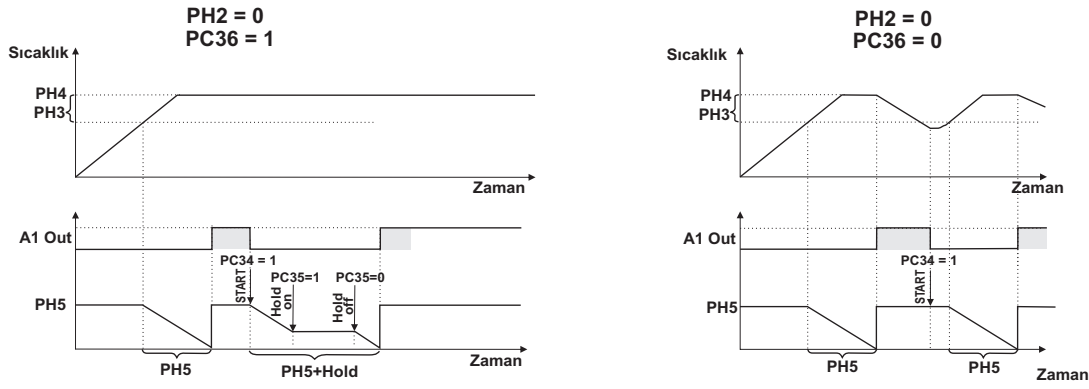 PH2 = 0
PC36 = 1
Sıcaklık
PH4
PH3
Zaman
A1 Out
PC34 = 1
START
PC35=1
Hold
on
PC35=0
Hold
off
PH5
Zaman
PH5
PH5+Hold
PH2 = 0
PC36 = 0
Sıcaklık
PH4
PH3
Zaman
A1 Out
PC34 = 1
START
PH5
PH5
PH5
Zaman